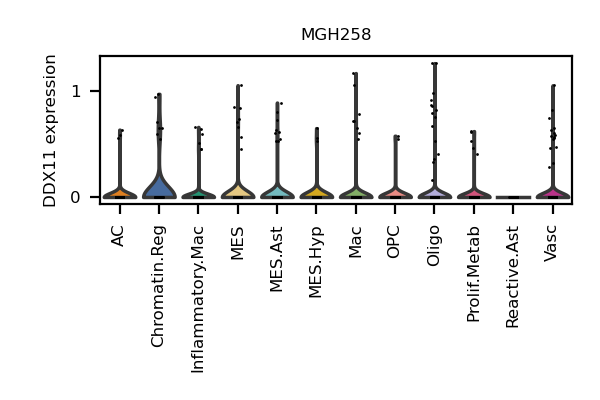 MGH258
DDX11 expression
1
0
AC
Chromatin.Reg
Inflammatory.Mac
MES
MES.Ast
MES.Hyp
Mac
OPC
Oligo
Prolif.Metab
Reactive.Ast
Vasc